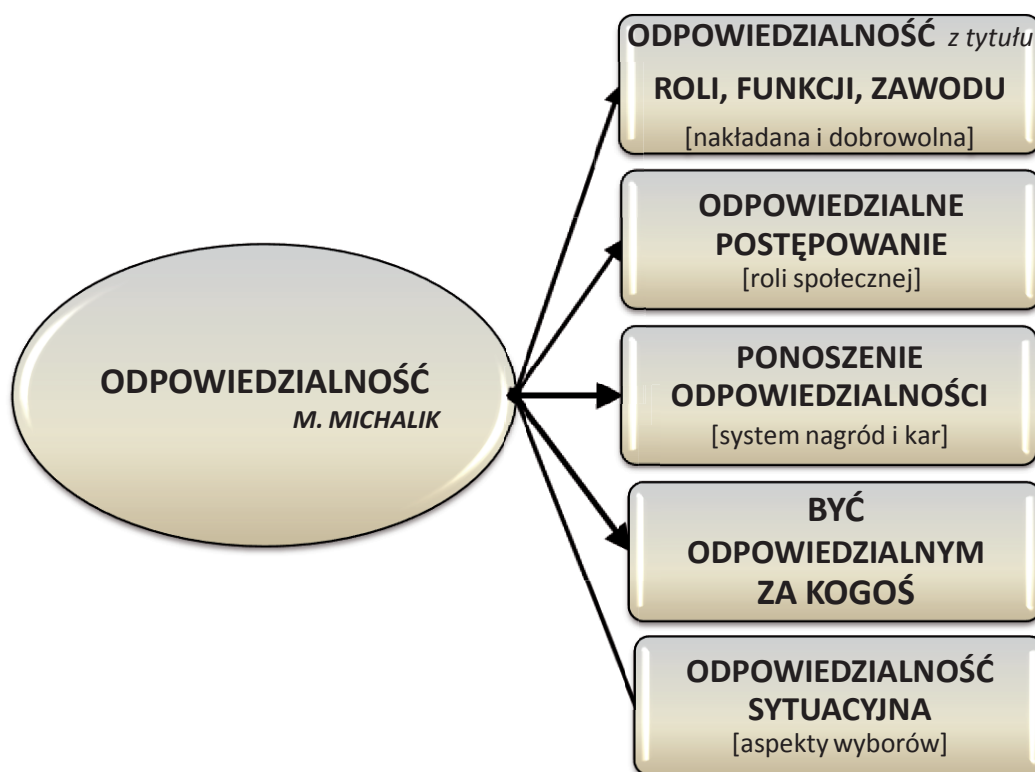 ODPOWIEDZIALNOŚĆ
M. MICHALIK
ODPOWIEDZIALNOŚĆ z tytułu
ROLI, FUNKCJI, ZAWODU
[nakładana i dobrowolna]
ODPOWIEDZIALNE
POSTĘPOWANIE
[roli społecznej]
PONOSZENIE
ODPOWIEDZIALNOŚCI
[system nagród i kar]
BYĆ
ODPOWIEDZIALNYM
ZA KOGOŚ
ODPOWIEDZIALNOŚĆ
SYTUACYJNA
[aspekty wyborów]